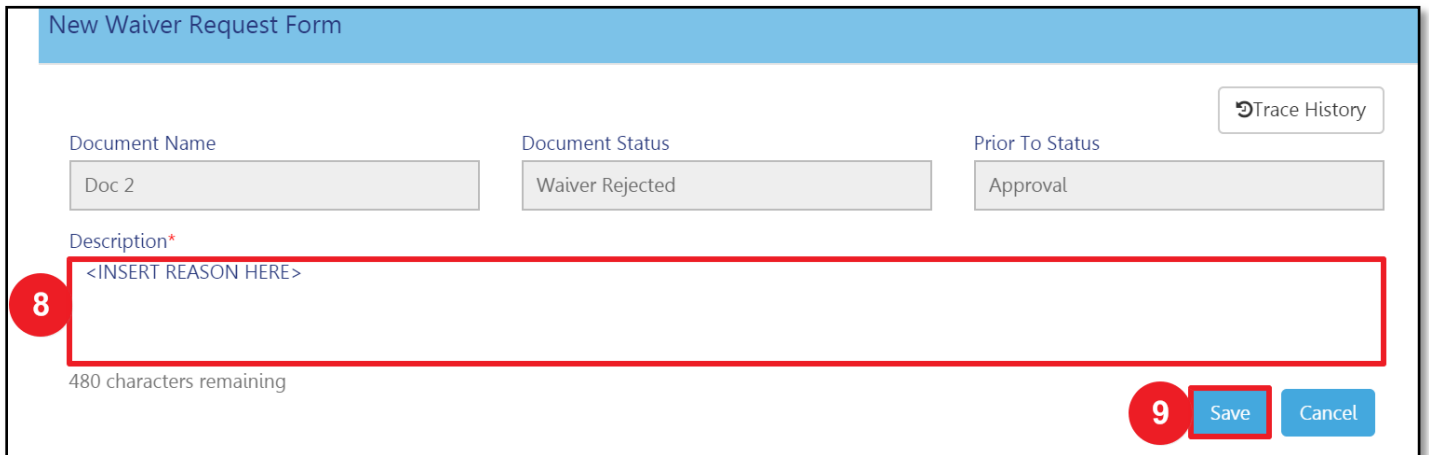 New Waiver Request Form
Trace History
Document Name Document Status Prior To Status
Doc 2 Waiver Rejected Approval
Description*
<INSERT REASON HERE>
8
480 characters remaining
9 Save Cancel